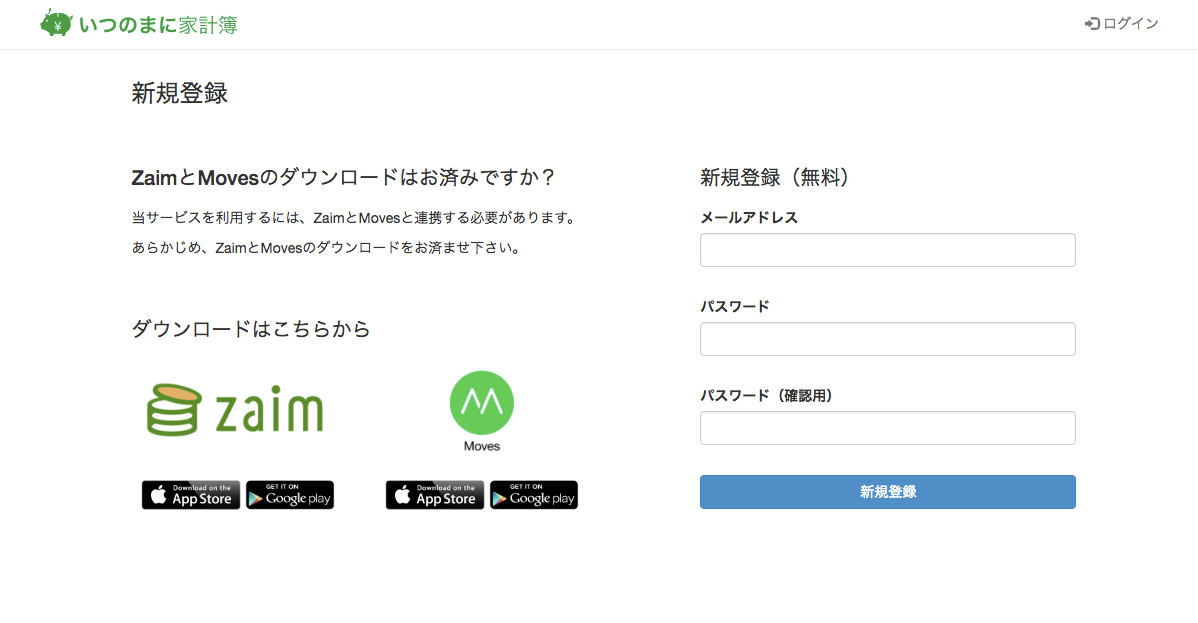 いつのまに家計簿
ログイン
新規登録
ZaimとMovesのダウンロードはお済みですか？
当サービスを利用するには、ZaimとMovesと連携する必要があります。
あらかじめ、ZaimとMovesのダウンロードをお済ませ下さい。
ダウンロードはこちらから
zaim
Moves
Download on the
App Store
GET IT ON
Google play
Download on the
App Store
GET IT ON
Google play
新規登録（無料）
メールアドレス
パスワード
パスワード（確認用）
新規登録